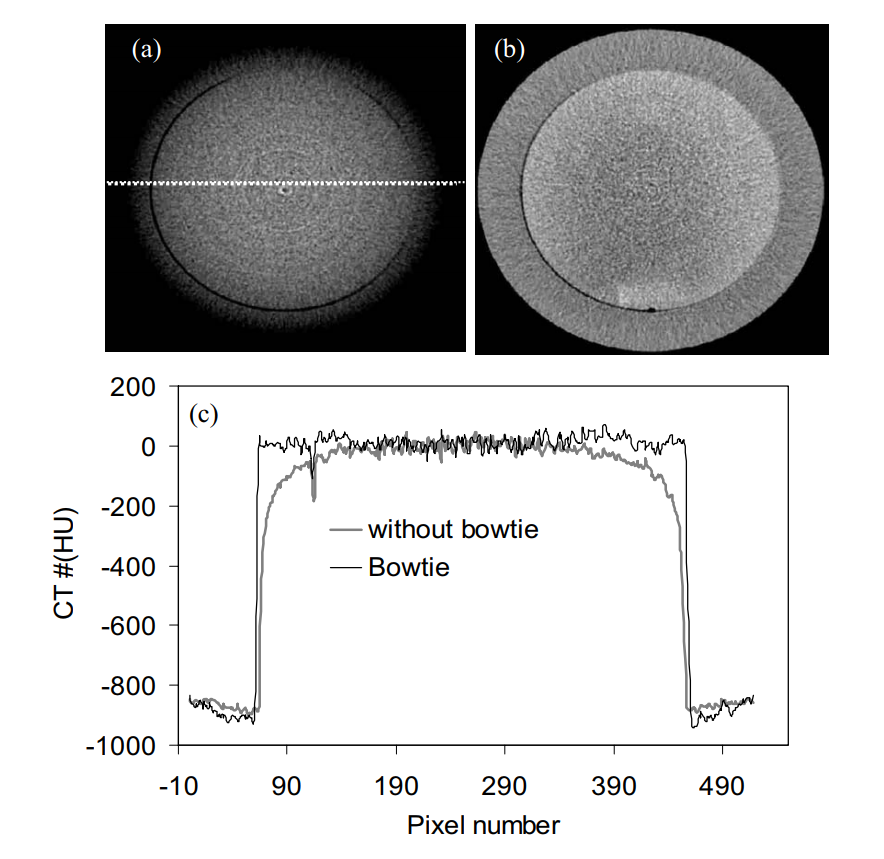 (a)
(b)
200
0
-200
-400
-600
-800
-1000
CT #(HU)
(c)
without bowtie
Bowtie
-10 90 190 290 390 490
Pixel number